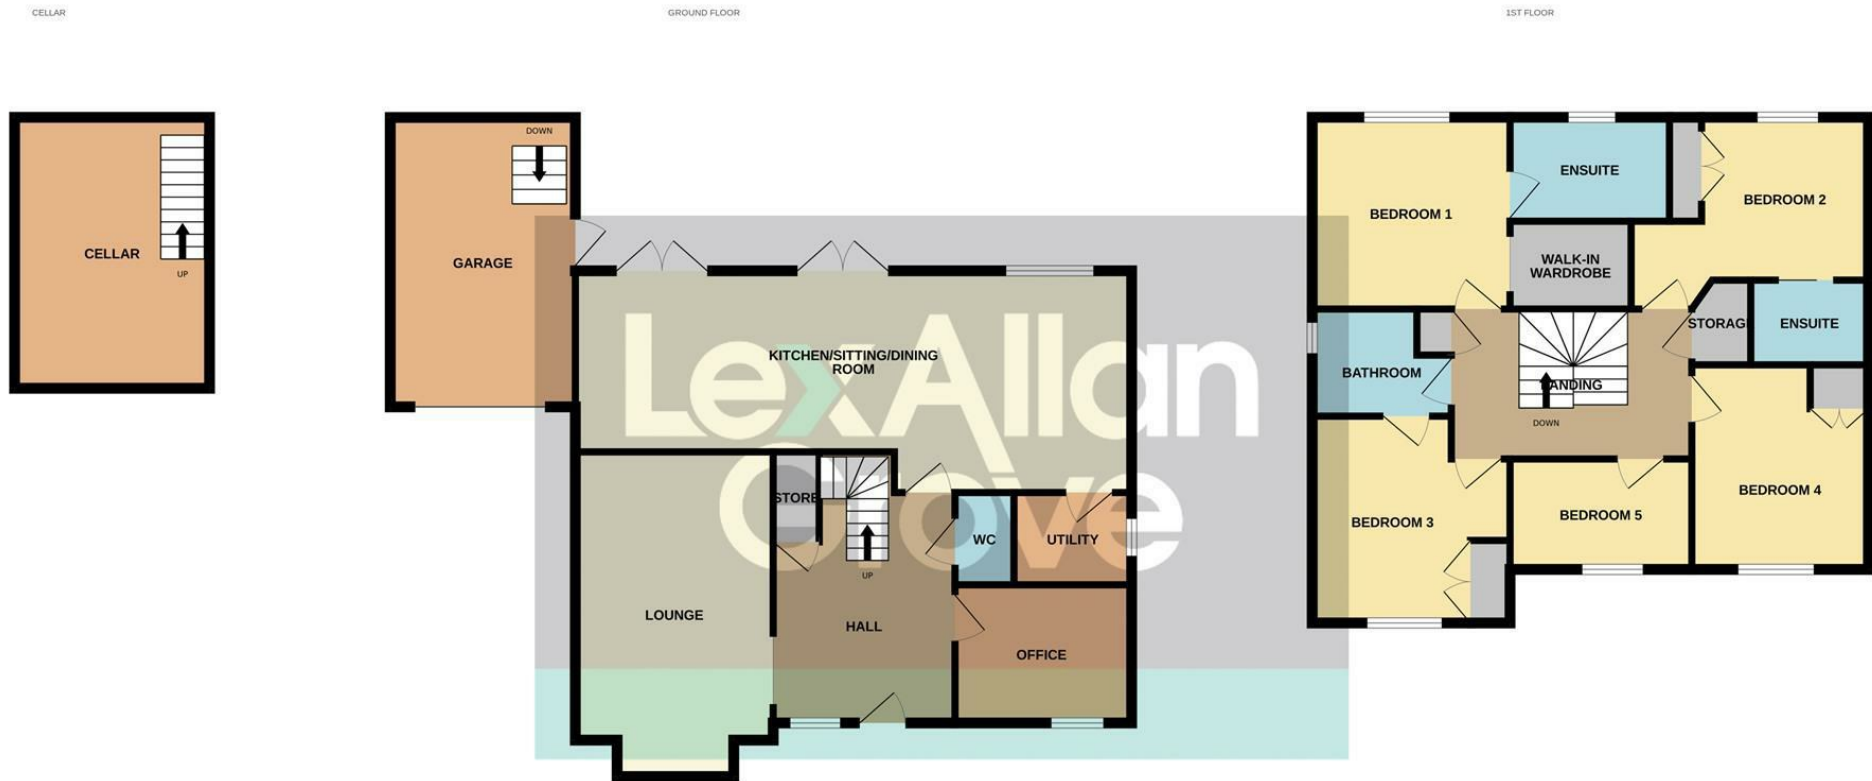 CELLAR
GROUND FLOOR
1ST FLOOR
CELLAR
UP
DOWN
GARAGE
KITCHEN/SITTING/DINING
ROOM
LexAllan
Grove
STORE
UP
WC
UTILITY
LOUNGE
HALL
OFFICE
BEDROOM 1
ENSUITE
BEDROOM 2
WALK-IN
WARDROBE
STORAGE
ENSUITE
BATHROOM
LANDING
DOWN
BEDROOM 3
BEDROOM 5
BEDROOM 4